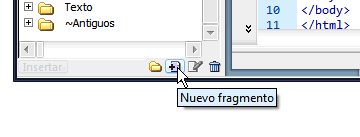 Texto
~Antiguos
Insertar
Nuevo fragmento
10 </body>
11 </html>